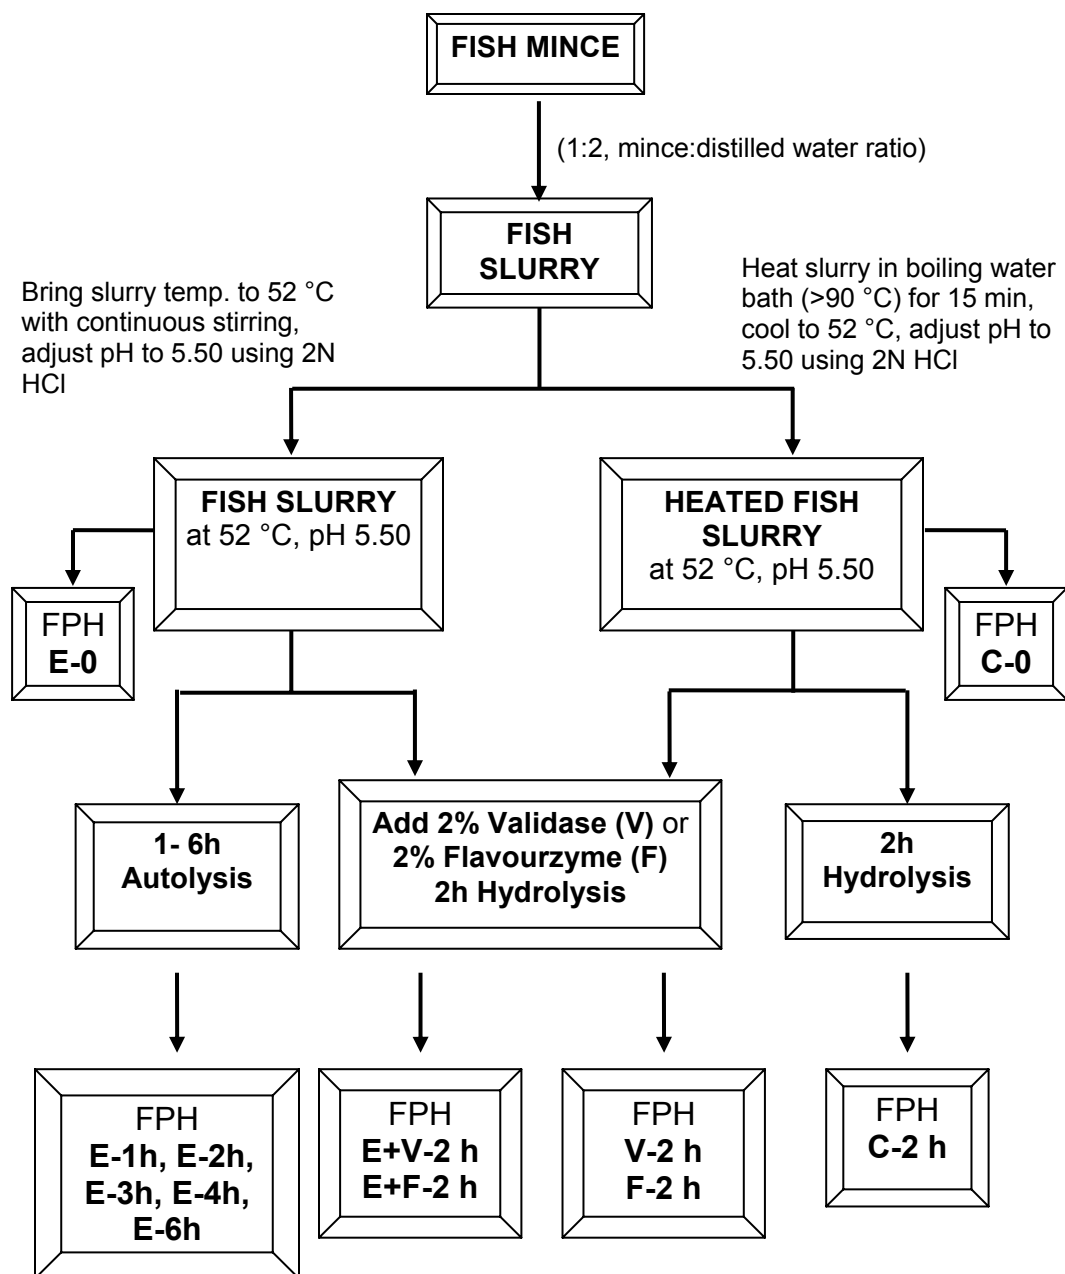 FISH MINCE
(1:2, mince:distilled water ratio)
FISH
SLURRY
Bring slurry temp. to 52 °C
with continuous stirring,
adjust pH to 5.50 using 2N
HCl
Heat slurry in boiling water
bath (>90 °C) for 15 min,
cool to 52 °C, adjust pH to
5.50 using 2N HCl
FISH SLURRY
at 52 °C, pH 5.50
HEATED FISH
SLURRY
at 52 °C, pH 5.50
FPH
E-0
FPH
C-0
1- 6h
Autolysis
Add 2% Validase (V) or
2% Flavourzyme (F)
2h Hydrolysis
2h
Hydrolysis
FPH
E-1h, E-2h,
E-3h, E-4h,
E-6h
FPH
E+V-2 h
E+F-2 h
FPH
V-2 h
F-2 h
FPH
C-2 h